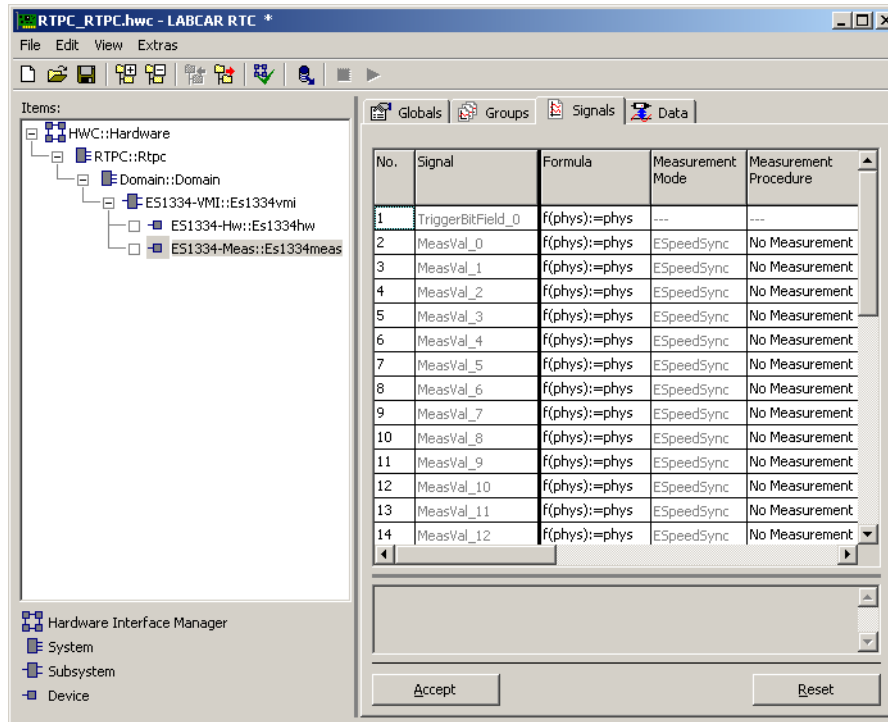 RTPC_RTPC.hwc - LABCAR RTC *
File Edit View Extras
Items:
HWC::Hardware
RTPC::Rtpc
Domain::Domain
ES1334-VMI::Es1334vmi
ES1334-Hw::Es1334hw
ES1334-Meas::Es1334meas
Hardware Interface Manager
System
Subsystem
Device
Globals Groups Signals Data
No. Signal Formula Measurement Mode Measurement Procedure
1 TriggerBitField_0 f(phys):=phys --- ---
2 MeasVal_0 f(phys):=phys ESpeedSync No Measurement
3 MeasVal_1 f(phys):=phys ESpeedSync No Measurement
4 MeasVal_2 f(phys):=phys ESpeedSync No Measurement
5 MeasVal_3 f(phys):=phys ESpeedSync No Measurement
6 MeasVal_4 f(phys):=phys ESpeedSync No Measurement
7 MeasVal_5 f(phys):=phys ESpeedSync No Measurement
8 MeasVal_6 f(phys):=phys ESpeedSync No Measurement
9 MeasVal_7 f(phys):=phys ESpeedSync No Measurement
10 MeasVal_8 f(phys):=phys ESpeedSync No Measurement
11 MeasVal_9 f(phys):=phys ESpeedSync No Measurement
12 MeasVal_10 f(phys):=phys ESpeedSync No Measurement
13 MeasVal_11 f(phys):=phys ESpeedSync No Measurement
14 MeasVal_12 f(phys):=phys ESpeedSync No Measurement
Accept Reset